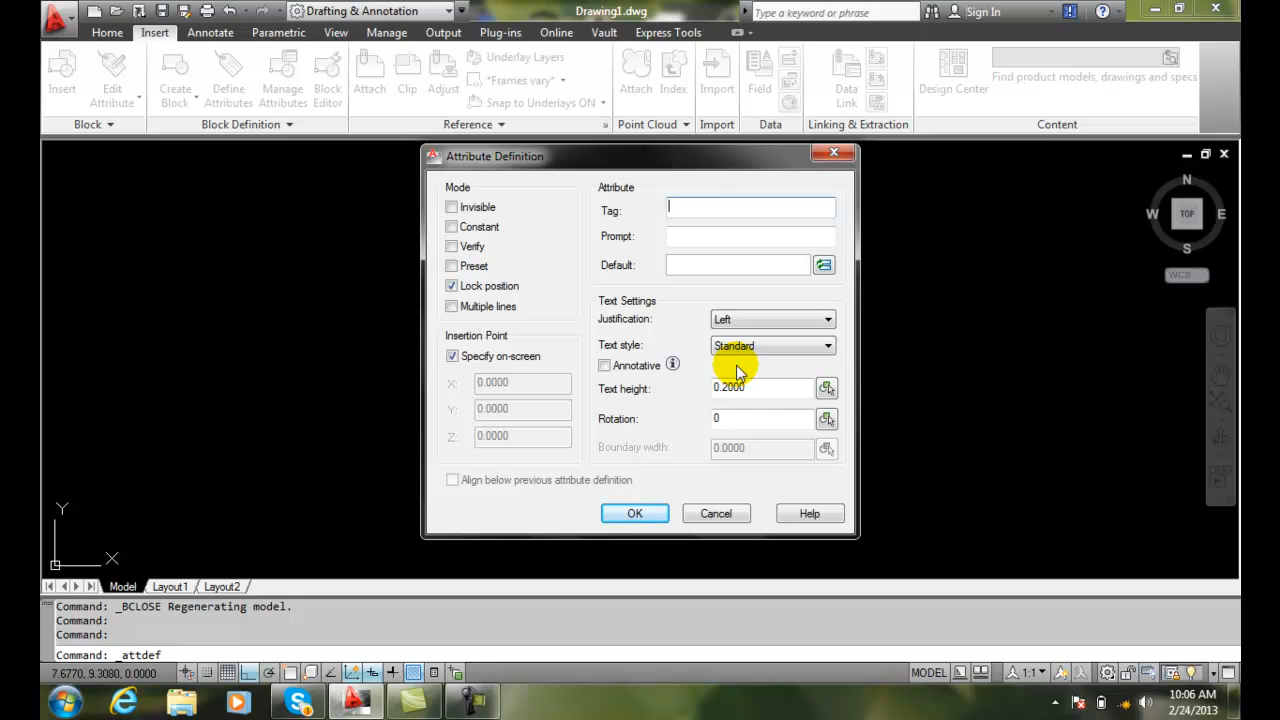 Drafting & Annotation
Drawing1.dwg
Type a keyword or phrase
Sign In
Home Insert Annotate Parametric View Manage Output Plug-ins Online Vault Express Tools
Insert
Edit
Attribute
Create
Block
Define
Attributes
Manage
Attributes
Block
Editor
Attach
Clip
Adjust
Underlay Layers
*Frames vary*
Snap to Underlays ON
Attach
Index
Import
Field
Data
Link
Design Center
Find product models, drawings and specs
Block
Block Definition
Reference
Point Cloud
Import
Data
Linking & Extraction
Content
Attribute Definition
Mode
Invisible
Constant
Verify
Preset
Lock position
Multiple lines
Insertion Point
Specify on-screen
X: 0.0000
Y: 0.0000
Z: 0.0000
Attribute
Tag:
Prompt:
Default:
Text Settings
Justification: Left
Text style: Standard
Annotative
Text height: 0.2000
Rotation: 0
Boundary width: 0.0000
Align below previous attribute definition
OK
Cancel
Help
N
W TOP E
S
WCS
Y
X
Model Layout1 Layout2
Command: _BCLOSE Regenerating model.
Command:
Command:
Command: _attdef
7.6770, 9.3080, 0.0000
MODEL
1:1
10:06 AM
2/24/2013